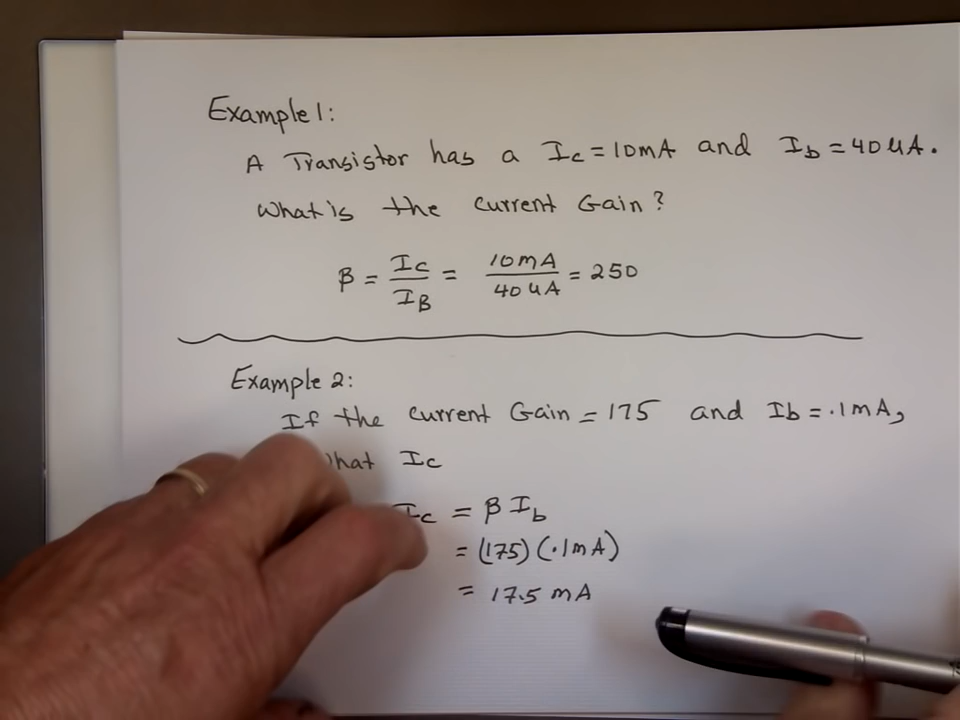 Example 1:
A Transistor has a Ic = 10mA and Ib = 40uA.
What is the current Gain?
β = Ic/IB = 10mA/40uA = 250
Example 2:
If the current Gain = 175 and Ib = .1mA,
Ic
= β Ib
= (175)(.1mA)
= 17.5 mA